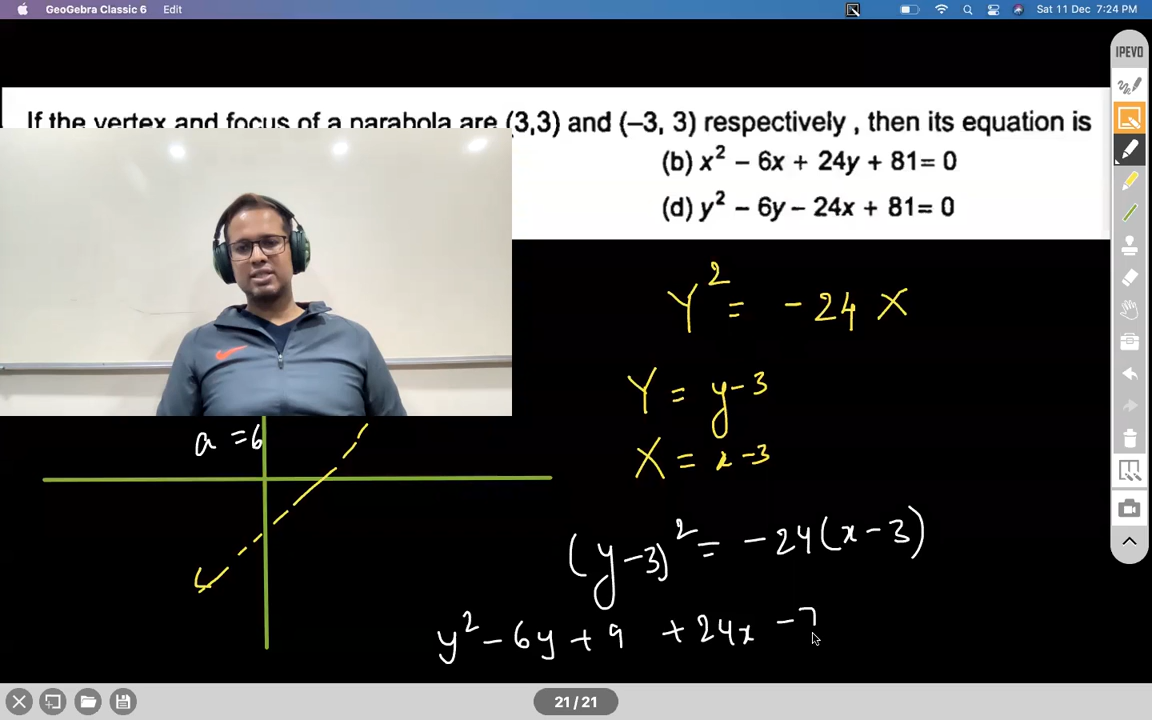 GeoGebra Classic 6 Edit Sat 11 Dec 7:24 PM
IPEVO
If the vertex and focus of a parabola are (3,3) and (–3, 3) respectively , then its equation is
(b) x² – 6x + 24y + 81= 0
(d) y² – 6y – 24x + 81= 0
Y² = - 24 X
Y = y-3
X = x-3
a = 6
(y-3)² = -24(x-3)
y² - 6y + 9 + 24x - 7
21 / 21